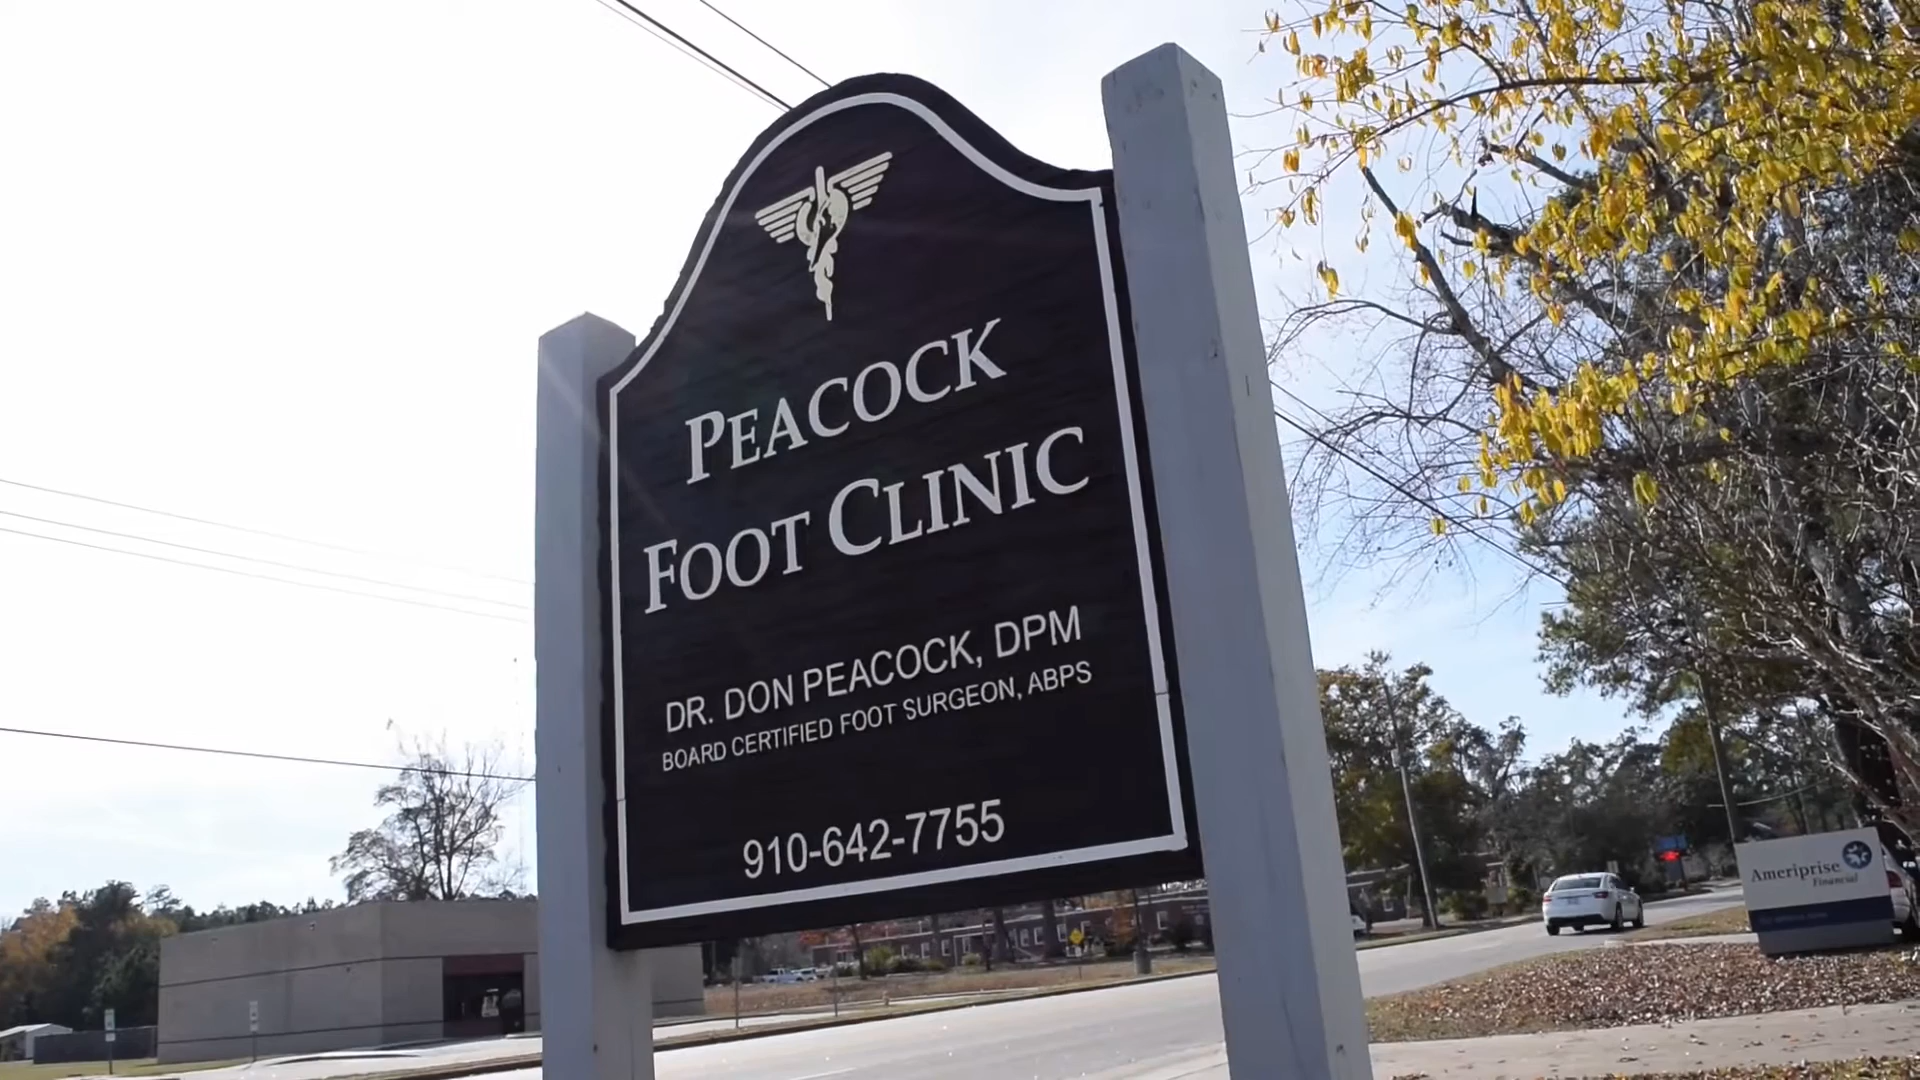 PEACOCK
FOOT CLINIC
DR. DON PEACOCK, DPM
BOARD CERTIFIED FOOT SURGEON, ABPS
910-642-7755
Ameriprise
Financial